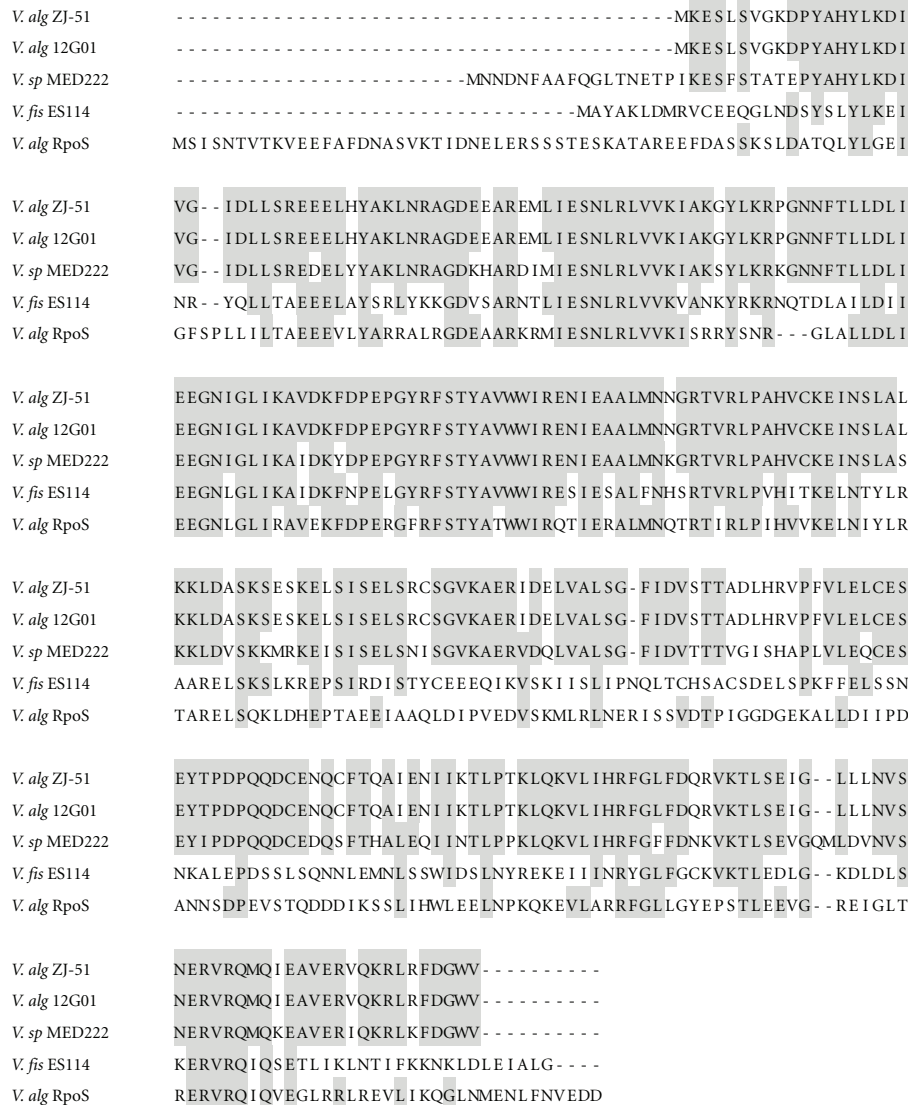 V. alg ZJ-51 - - - - - - - - - - - - - - - - - - - - - - - - - - - - - - - - - - - - - - - - -MKESLSVGKDPYAHYLKDI
V. alg 12G01 - - - - - - - - - - - - - - - - - - - - - - - - - - - - - - - - - - - - - - - - -MKESLSVGKDPYAHYLKDI
V. sp MED222 - - - - - - - - - - - - - - - - - - - - - - - -MNNDNFAAFQGLTNETPIKESFSTATEPYAHYLKDI
V. fis ES114 - - - - - - - - - - - - - - - - - - - - - - - - - - - - - - - - -MAYAKLDMRVCEEQGLNDSYSLYLKEI
V. alg RpoS MSISNTVTKVEEFAFDNASVKTIDNELERSSSTESKATAREEFDASSKSLDATQLYLGEI
V. alg ZJ-51 VG--IDLLSREEELHYAKLNRAGDEEAREMLIESNLRLVVKIAKGYLKRPGNNFTLLDLI
V. alg 12G01 VG--IDLLSREEELHYAKLNRAGDEEAREMLIESNLRLVVKIAKGYLKRPGNNFTLLDLI
V. sp MED222 VG--IDLLSREDELYYAKLNRAGDKHARDIMIESNLRLVVKIAKSYLKRKGNNFTLLDLI
V. fis ES114 NR--YQLLTAEEELAYSRLYKKGDVSARNTLIESNLRLVVKVANKYRKRNQTDLAILDII
V. alg RpoS GFSPLLILTAEEEVLYARRALRGDEAARKRMIESNLRLVVKISRRYSNR---GLALLDLI
V. alg ZJ-51 EEGNIGLIKAVDKFDPEPGYRFSTYAVWWIRENIEAALMNNGRTVRLPAHVCKEINSLAL
V. alg 12G01 EEGNIGLIKAVDKFDPEPGYRFSTYAVWWIRENIEAALMNNGRTVRLPAHVCKEINSLAL
V. sp MED222 EEGNIGLIKAIDKYDPEPGYRFSTYAVWWIRENIEAALMNKGRTVRLPAHVCKEINSLAS
V. fis ES114 EEGNLGLIKAIDKFNPELGYRFSTYAVWWIRESIESALFNHSRTVRLPVHITKELNTYLR
V. alg RpoS EEGNLGLIRAVEKFDPERGFRFSTYATWWIRQTIERALMNQTRTIRLPIHVVKELNIYLR
V. alg ZJ-51 KKLDASKSESKELSISELSRCSGVKAERIDELVALSG-FIDVSTTADLHRVPFVLELCES
V. alg 12G01 KKLDASKSESKELSISELSRCSGVKAERIDELVALSG-FIDVSTTADLHRVPFVLELCES
V. sp MED222 KKLDVSKKMRKEISISELSNISGVKAERVDQLVALSG-FIDVTTTVGISHAPLVLEQCES
V. fis ES114 AARELSKSLKREPSIRDISTYCEEEQIKVSKIISLIPNQLTCHSACSDELSPKFFELSSN
V. alg RpoS TARELSQKLDHEPTAEEIAAQLDIPVEDVSKMLRLNERISSVDTPIGGDGEKALLDIIPD
V. alg ZJ-51 EYTPDPQQDCENQCFTQAIENIIKTLPTKLQKVLIHRFGLFDQRVKTLSEIG--LLLNVS
V. alg 12G01 EYTPDPQQDCENQCFTQAIENIIKTLPTKLQKVLIHRFGLFDQRVKTLSEIG--LLLNVS
V. sp MED222 EYIPDPQQDCEDQSFTHALEQIINTLPPKLQKVLIHRFGFFDNKVKTLSEVGQMLDVNVS
V. fis ES114 NKALEPDSSLSQNNLEMNLSSWIDSLNYREKEIIINRYGLFGCKVKTLEDLG--KDLDLS
V. alg RpoS ANNSDPEVSTQDDDIKSSLIHWLEELNPKQKEVLARRFGLLGYEPSTLEEVG--REIGLT
V. alg ZJ-51 NERVRQMQIEAVERVQKRLRFDGWV- - - - - - - - - -
V. alg 12G01 NERVRQMQIEAVERVQKRLRFDGWV- - - - - - - - - -
V. sp MED222 NERVRQMQKEAVERIQKRLKFDGWV- - - - - - - - - -
V. fis ES114 KERVRQIQSETLIKLNTIFKKNKLDLEIALG- - - -
V. alg RpoS RERVRQIQVEGLRRLREVLIKQGLNMENLFNVEDD